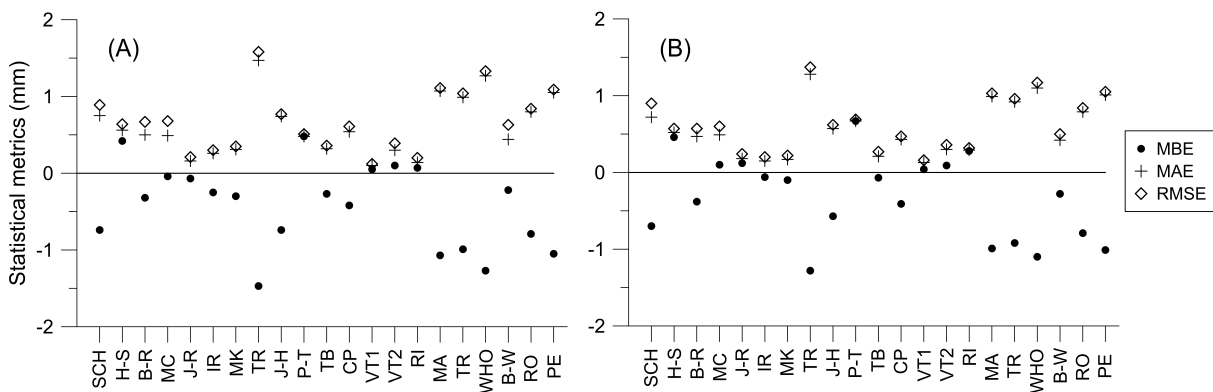 Statistical metrics (mm)
2
1
0
-1
-2
(A)
SCH
H-S
B-R
MC
J-R
IR
MK
TR
J-H
P-T
TB
CP
VT1
VT2
RI
MA
TR
WHO
B-W
RO
PE
2
1
0
-1
-2
(B)
SCH
H-S
B-R
MC
J-R
IR
MK
TR
J-H
P-T
TB
CP
VT1
VT2
RI
MA
TR
WHO
B-W
RO
PE
MBE
MAE
RMSE